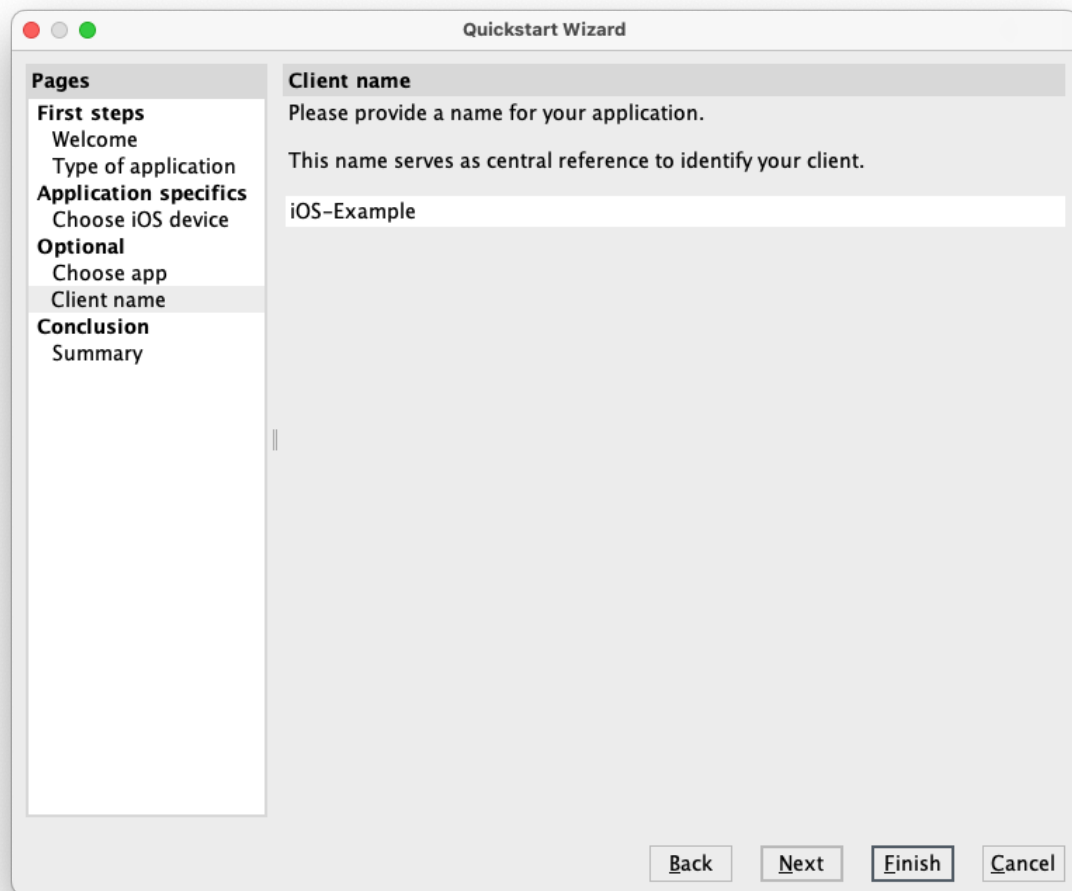 Quickstart Wizard
Pages
First steps
Welcome
Type of application
Application specifics
Choose iOS device
Optional
Choose app
Client name
Conclusion
Summary
Client name
Please provide a name for your application.
This name serves as central reference to identify your client.
iOS-Example
Back Next Finish Cancel